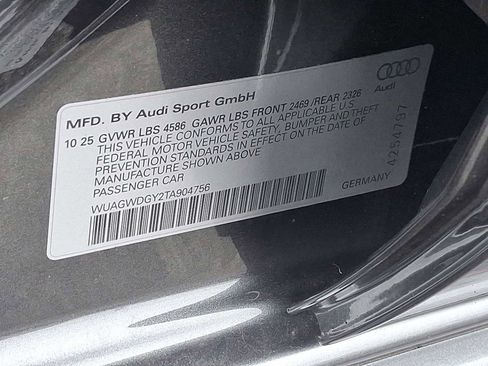 MFD. BY Audi Sport GmbH
10 25 GVWR LBS 4586 GAWR LBS FRONT 2469 /REAR 2326
THIS VEHICLE CONFORMS TO ALL APPLICABLE U.S
FEDERAL MOTOR VEHICLE SAFETY, BUMPER AND THEFT
PREVENTION STANDARDS IN EFFECT ON THE DATE OF
MANUFACTURE SHOWN ABOVE
PASSENGER CAR
WUAGWDGY2TA904756
GERMANY
4284797
Audi